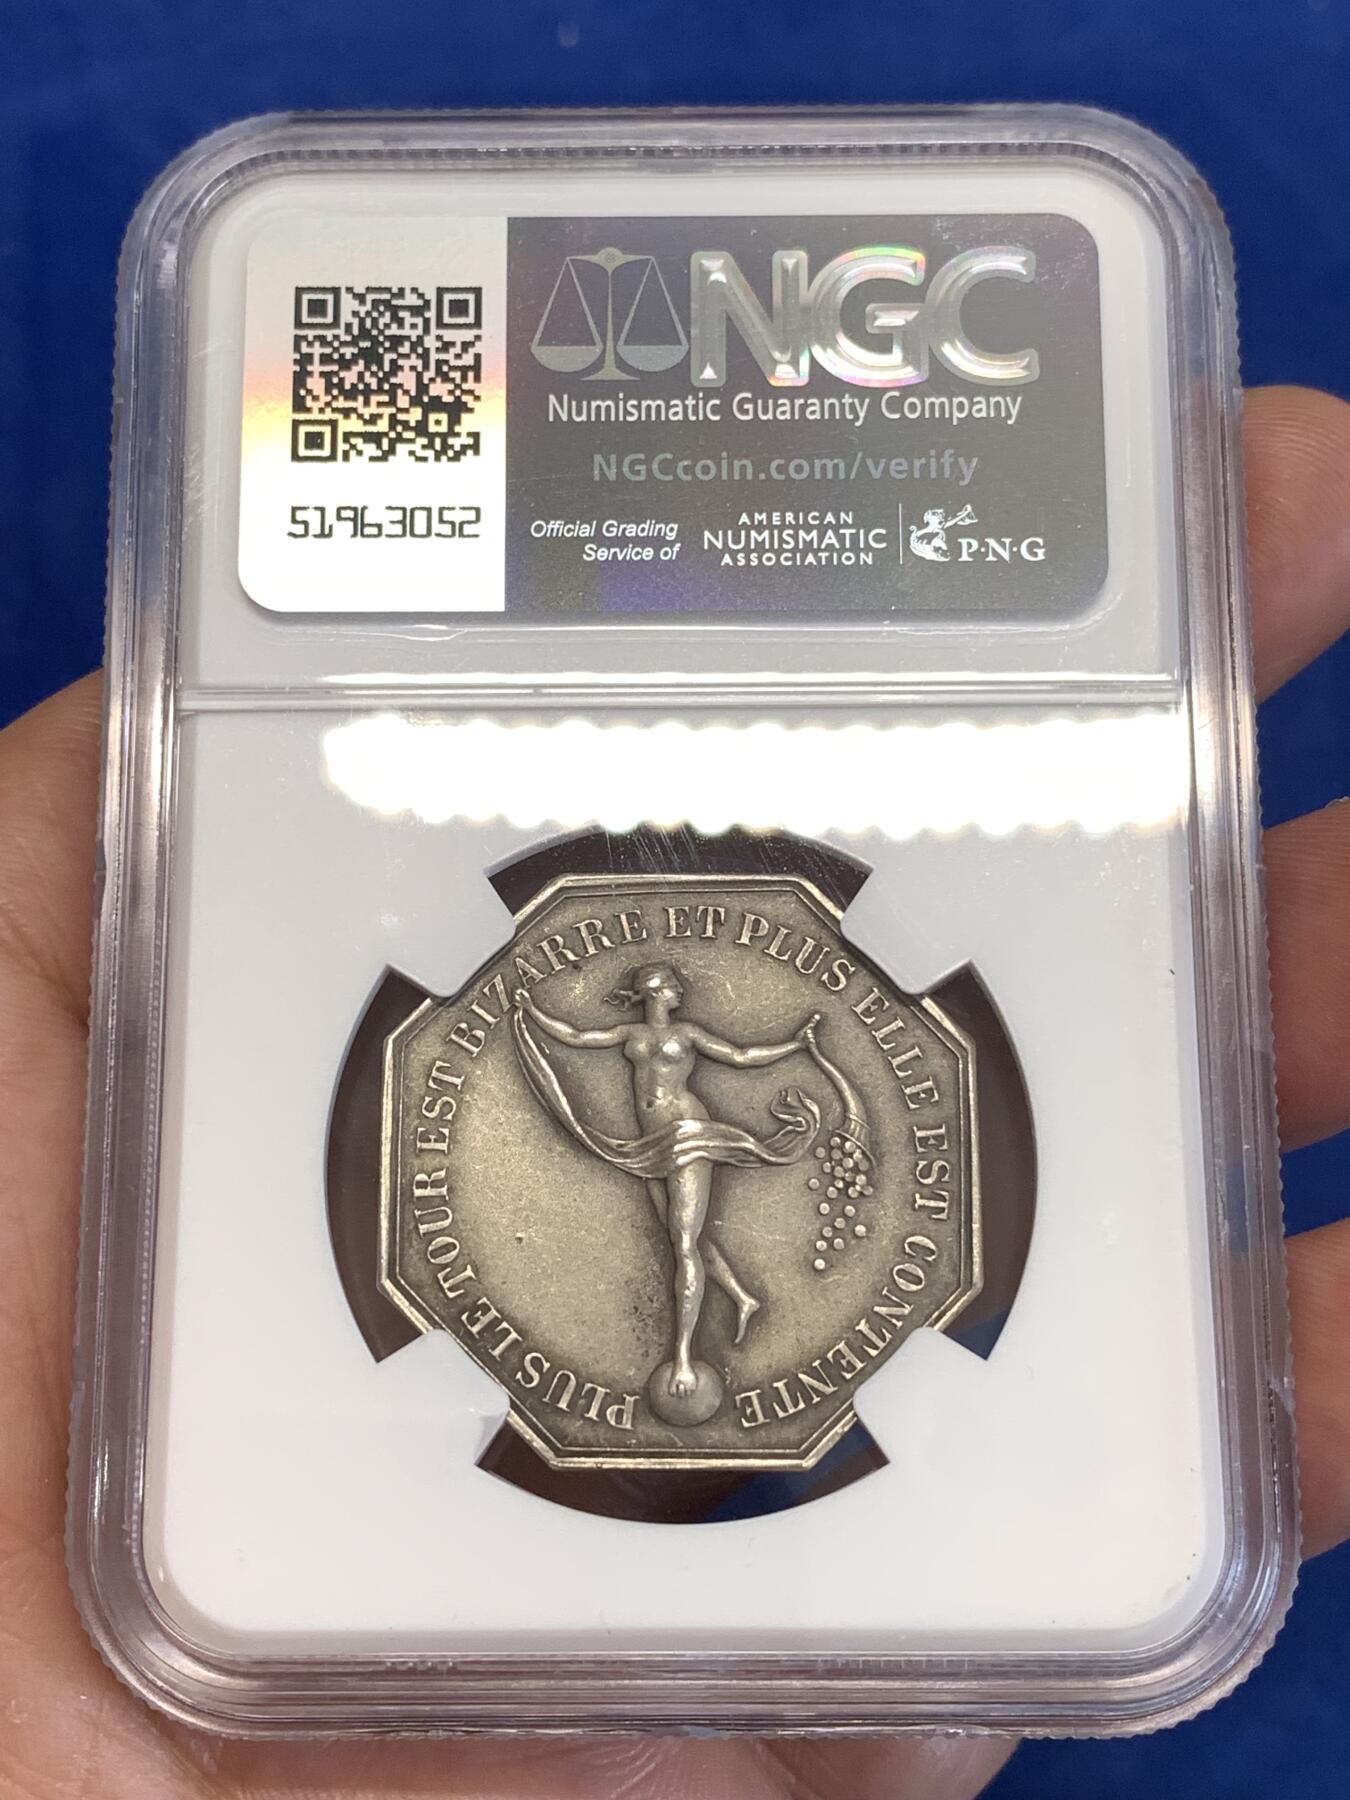 NGC
Numismatic Guaranty Company
NGCcoin.com/verify
51963052
Official Grading
Service of
AMERICAN
NUMISMATIC
ASSOCIATION
P·N·G
PLUS LE TOUR EST BIZARRE ET PLUS ELLE EST CONTENTE